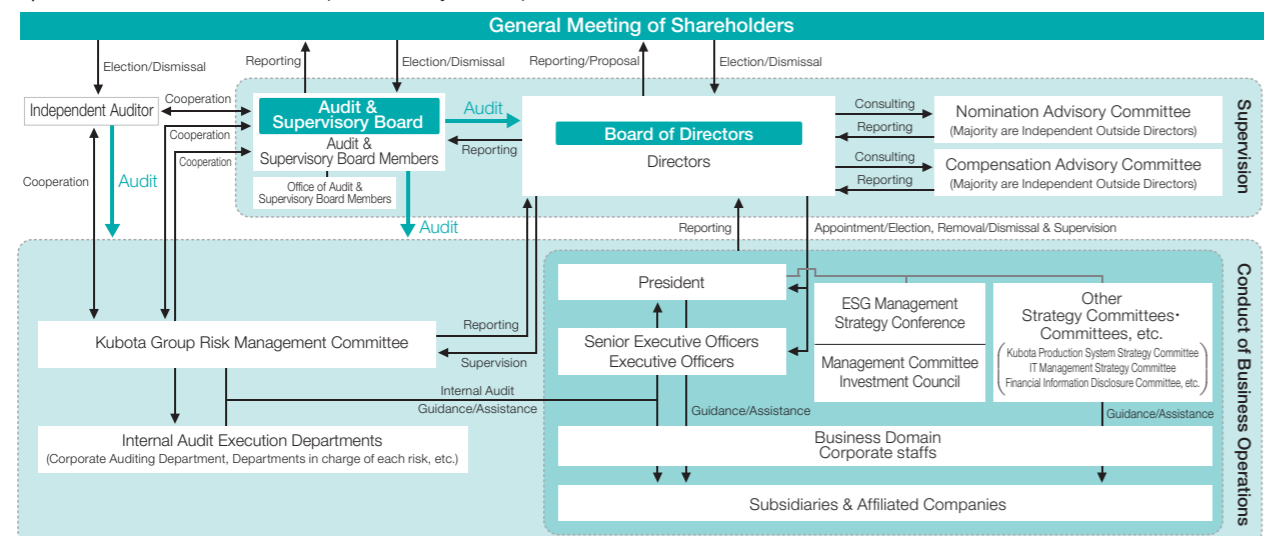 General Meeting of Shareholders
Election/Dismissal
Reporting
Election/Dismissal
Reporting/Proposal
Election/Dismissal
Independent Auditor
Cooperation
Cooperation
Cooperation
Cooperation
Audit
Audit &
Supervisory Board
Audit &
Supervisory Board Members
Office of Audit &
Supervisory Board Members
Audit
Reporting
Audit
Board of Directors
Directors
Consulting
Reporting
Consulting
Reporting
Nomination Advisory Committee
(Majority are Independent Outside Directors)
Compensation Advisory Committee
(Majority are Independent Outside Directors)
Supervision
Reporting
Appointment/Election, Removal/Dismissal & Supervision
Kubota Group Risk Management Committee
Reporting
Supervision
Internal Audit
Guidance/Assistance
Internal Audit Execution Departments
(Corporate Auditing Department, Departments in charge of each risk, etc.)
President
Senior Executive Officers
Executive Officers
ESG Management
Strategy Conference
Management Committee
Investment Council
Other
Strategy Committees・
Committees, etc.
(Kubota Production System Strategy Committee
IT Management Strategy Committee
Financial Information Disclosure Committee, etc.)
Guidance/Assistance
Guidance/Assistance
Business Domain
Corporate staffs
Subsidiaries & Affiliated Companies
Conduct of Business Operations